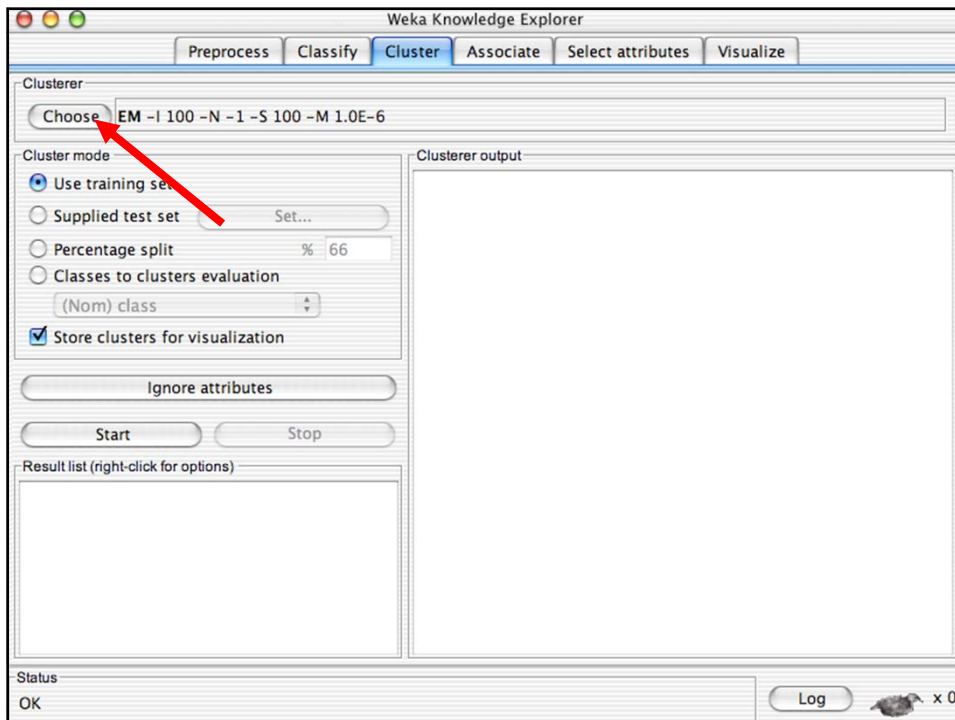 Weka Knowledge Explorer
Preprocess Classify Cluster Associate Select attributes Visualize
Clusterer
Choose EM -I 100 -N -1 -S 100 -M 1.0E-6
Cluster mode
Use training set
Supplied test set Set...
Percentage split % 66
Classes to clusters evaluation
(Nom) class
Store clusters for visualization
Ignore attributes
Start Stop
Result list (right-click for options)
Clusterer output
Status
OK
Log x 0